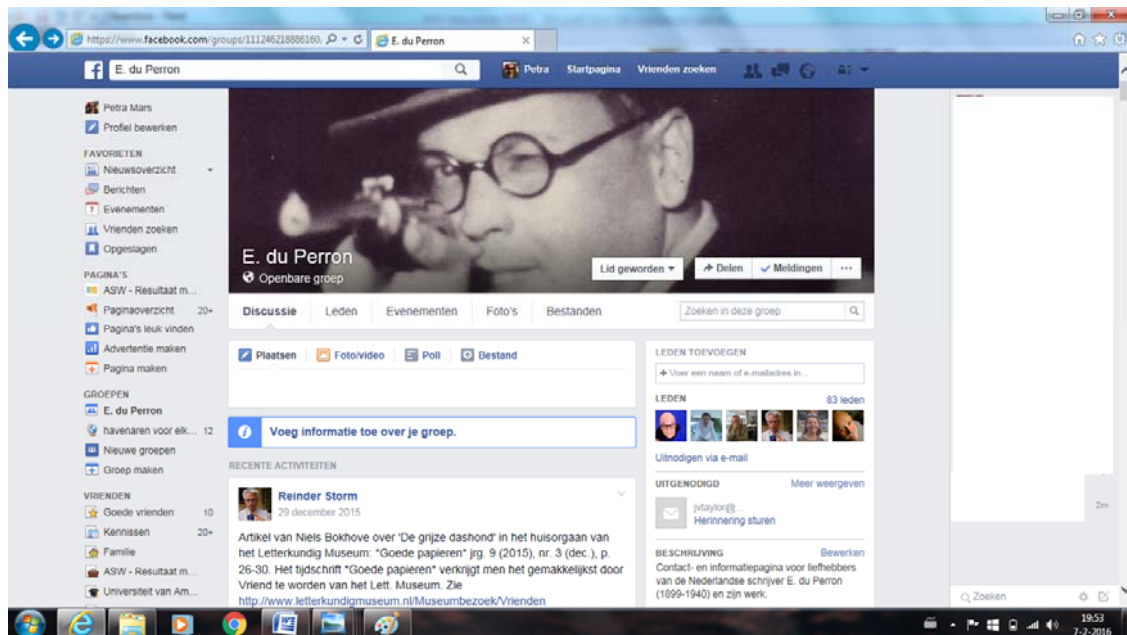 https://www.facebook.com/groups/111246218886160.
E. du Perron
E. du Perron
Petra
Startpagina
Vrienden zoeken
Petra Mars
Profiel bewerken
FAVORIETEN
Nieuwsoverzicht
Berichten
Evenementen
Vrienden zoeken
Opgeslagen
PAGINA'S
ASW - Resultaat m...
Paginaoverzicht 20+
Pagina's leuk vinden
Advertentie maken
Pagina maken
GROEPEN
E. du Perron
havenaren voor elk... 12
Nieuwe groepen
Groep maken
VRIENDEN
Goede vrienden 10
Kennissen 20+
Familie
ASW - Resultaat m...
Universiteit van Am...
E. du Perron
Openbare groep
Lid geworden
Delen
Meldingen
Discussie
Leden
Evenementen
Foto's
Bestanden
Zoeken in deze groep
Plaatsen
Foto/video
Poll
Bestand
Voeg informatie toe over je groep.
RECENTE ACTIVITEITEN
Reinder Storm
29 december 2015
Artikel van Niels Bokhove over 'De grijze dashond' in het huisorgaan van
het Letterkundig Museum: "Goede papieren" jrg. 9 (2015), nr. 3 (dec.), p.
26-30. Het tijdschrift "Goede papieren" verkrijgt men het gemakkelijkst door
Vriend te worden van het Lett. Museum. Zie
http://www.letterkundigmuseum.nl/Museumbezoek/Vrienden
LEDEN TOEVOEGEN
+ Voer een naam of e-mailadres in...
LEDEN
83 leden
Uitnodigen via e-mail
UITGENODIGD
Meer weergeven
jvtaylor@...
Herinnering sturen
BESCHRIJVING
Bewerken
Contact- en informatiepagina voor liefhebbers
van de Nederlandse schrijver E. du Perron
(1899-1940) en zijn werk.
2m
Zoeken
19:53
7-2-2016